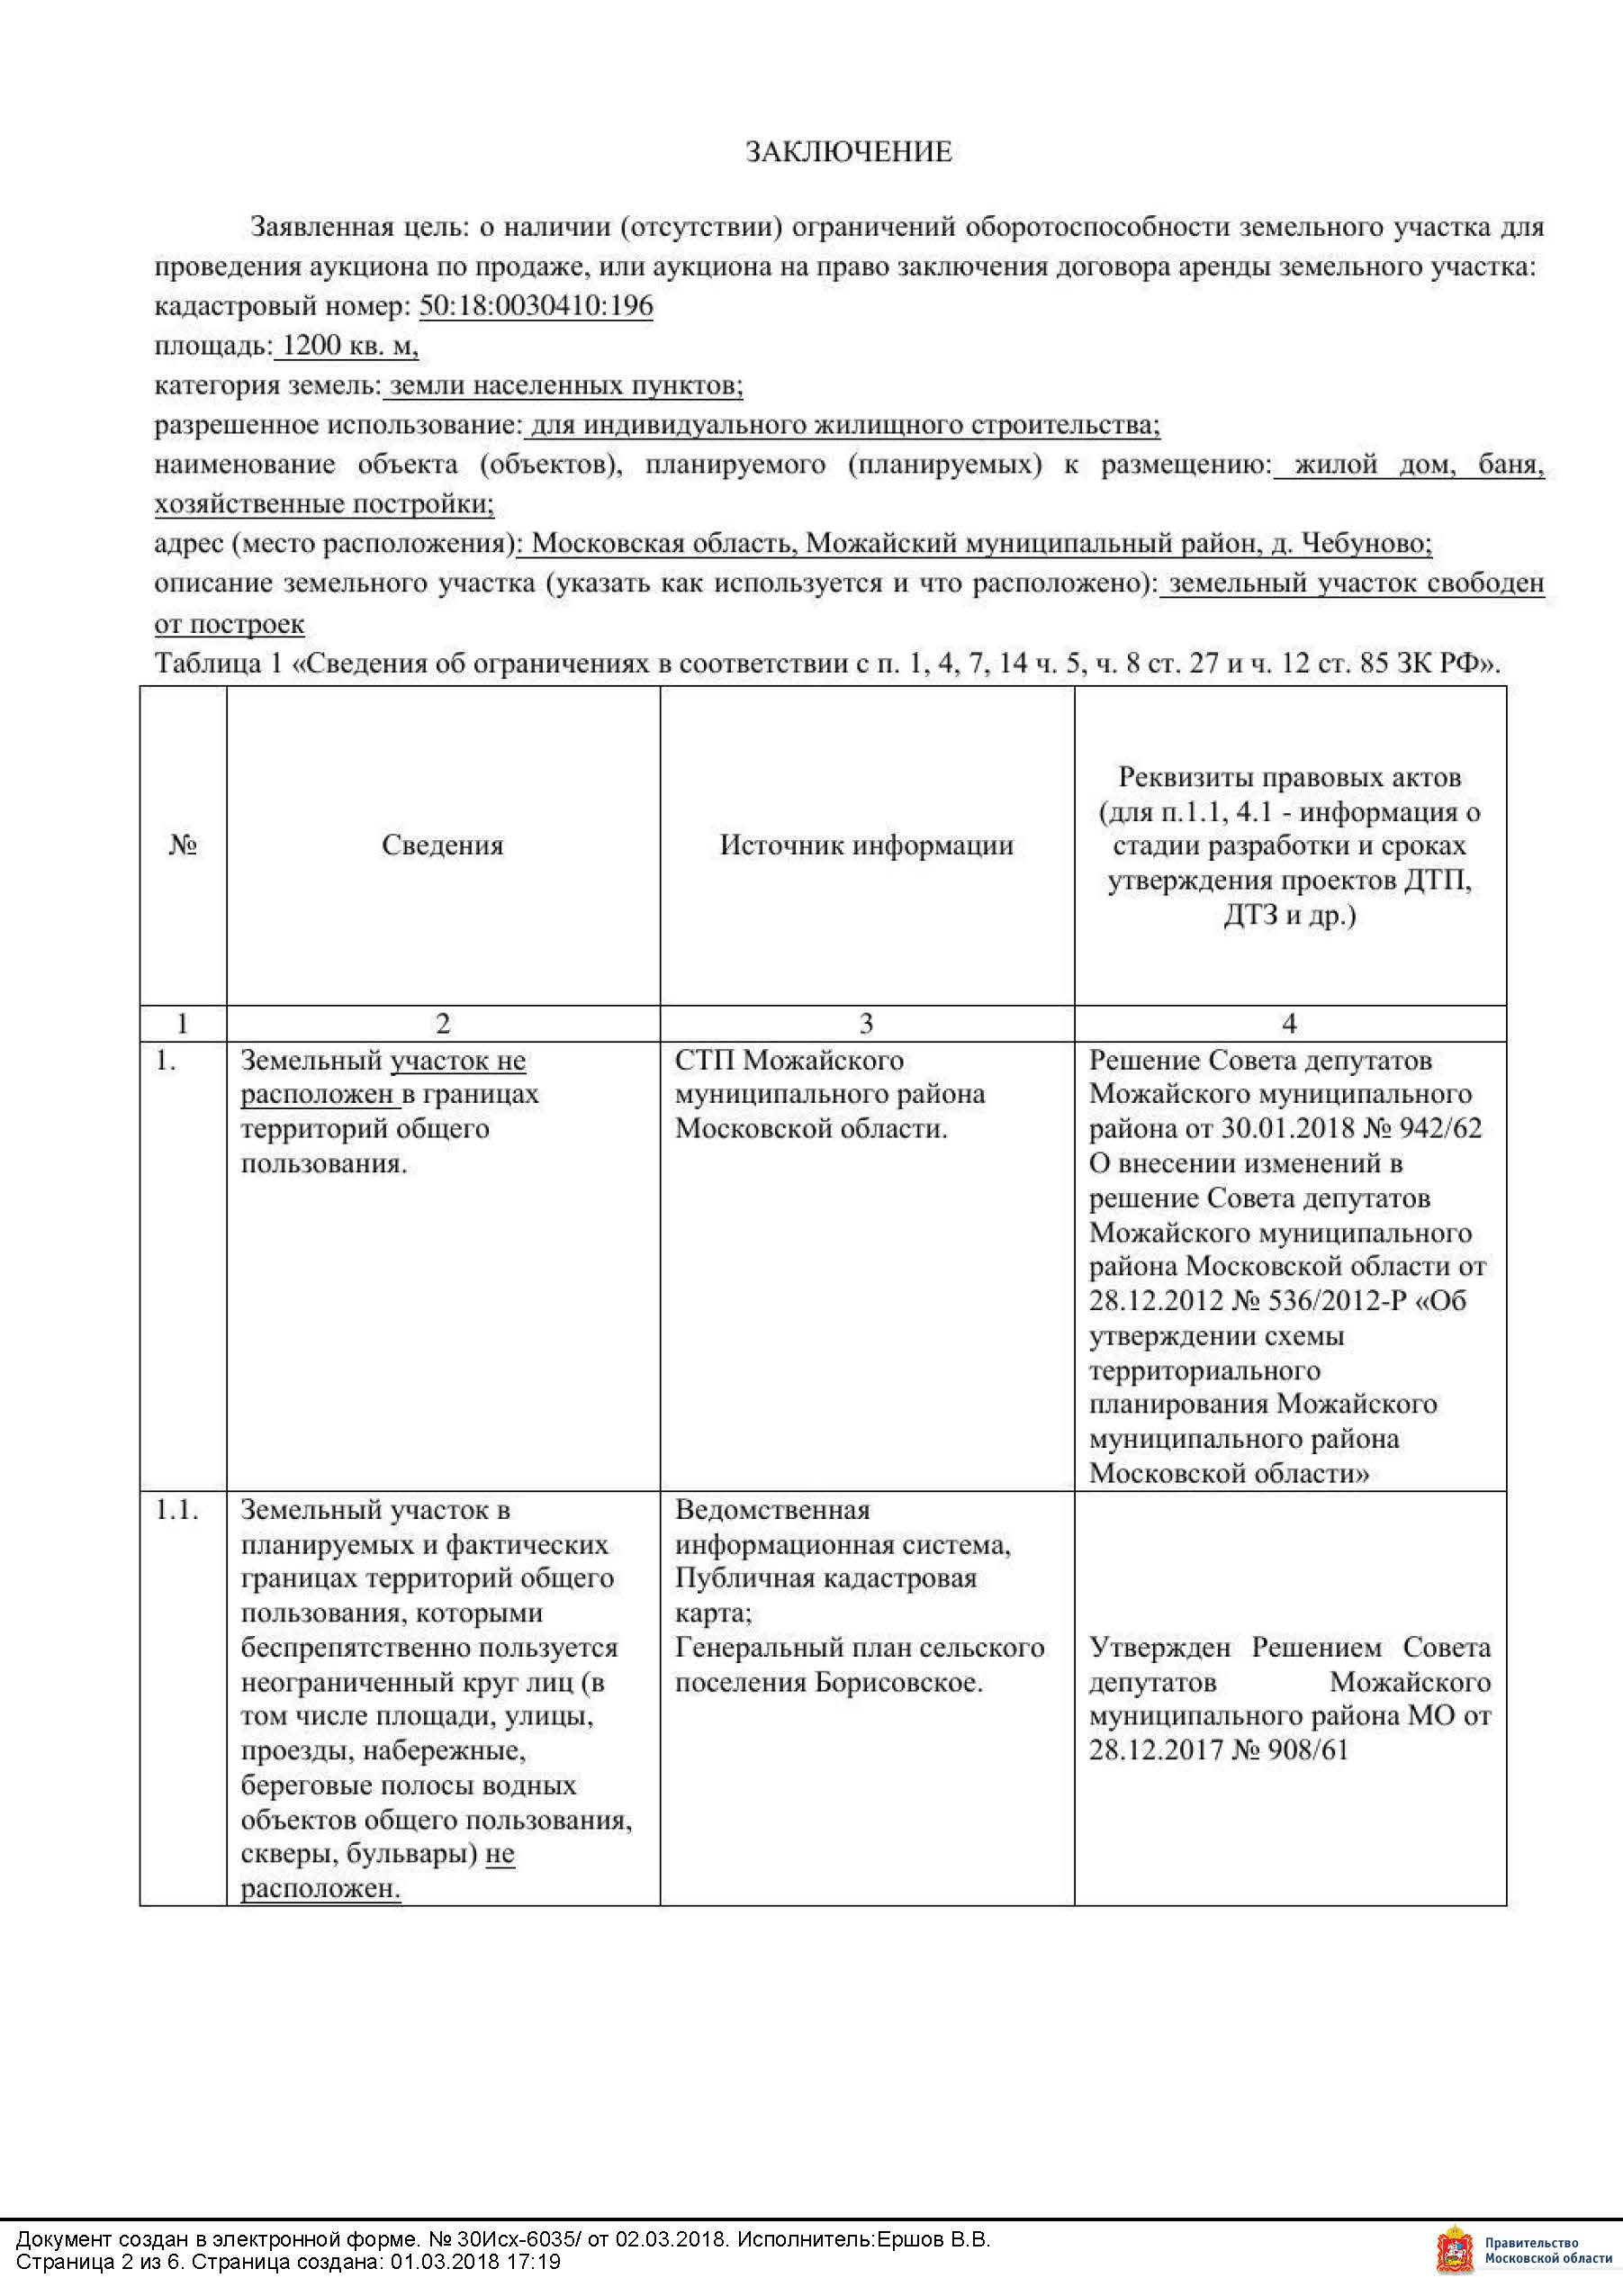 ЗАКЛЮЧЕНИЕ
Заявленная цель: о наличии (отсутствии) ограничений оборотоспособности земельного участка для
проведения аукциона по продаже, или аукциона на право заключения договора аренды земельного участка:
кадастровый номер: 50:18:0030410:196
площадь: 1200 кв. м,
категория земель: земли населенных пунктов;
разрешенное использование: для индивидуального жилищного строительства;
наименование объекта (объектов), планируемого (планируемых) к размещению: жилой дом, баня,
хозяйственные постройки;
адрес (место расположения): Московская область, Можайский муниципальный район, д. Чебуново;
описание земельного участка (указать как используется и что расположено): земельный участок свободен
от построек
Таблица 1 «Сведения об ограничениях в соответствии с п. 1, 4, 7, 14 ч. 5, ч. 8 ст. 27 и ч. 12 ст. 85 ЗК РФ».
№
Сведения
Источник информации
Реквизиты правовых актов
(для п.1.1, 4.1 - информация о
стадии разработки и сроках
утверждения проектов ДТП,
ДТЗ и др.)
1
2
3
4
1.
Земельный участок не
расположен в границах
территорий общего
пользования.
СТП Можайского
муниципального района
Московской области.
Решение Совета депутатов
Можайского муниципального
района от 30.01.2018 № 942/62
О внесении изменений в
решение Совета депутатов
Можайского муниципального
района Московской области от
28.12.2012 № 536/2012-Р «Об
утверждении схемы
территориального
планирования Можайского
муниципального района
Московской области»
1.1.
Земельный участок в
планируемых и фактических
границах территорий общего
пользования, которыми
беспрепятственно пользуется
неограниченный круг лиц (в
том числе площади, улицы,
проезды, набережные,
береговые полосы водных
объектов общего пользования,
скверы, бульвары) не
расположен.
Ведомственная
информационная система,
Публичная кадастровая
карта;
Генеральный план сельского
поселения Борисовское.
Утвержден Решением Совета
депутатов Можайского
муниципального района МО от
28.12.2017 № 908/61
Документ создан в электронной форме. № 30Исх-6035/ от 02.03.2018. Исполнитель:Ершов В.В.
Страница 2 из 6. Страница создана: 01.03.2018 17:19
Правительство
Московской области